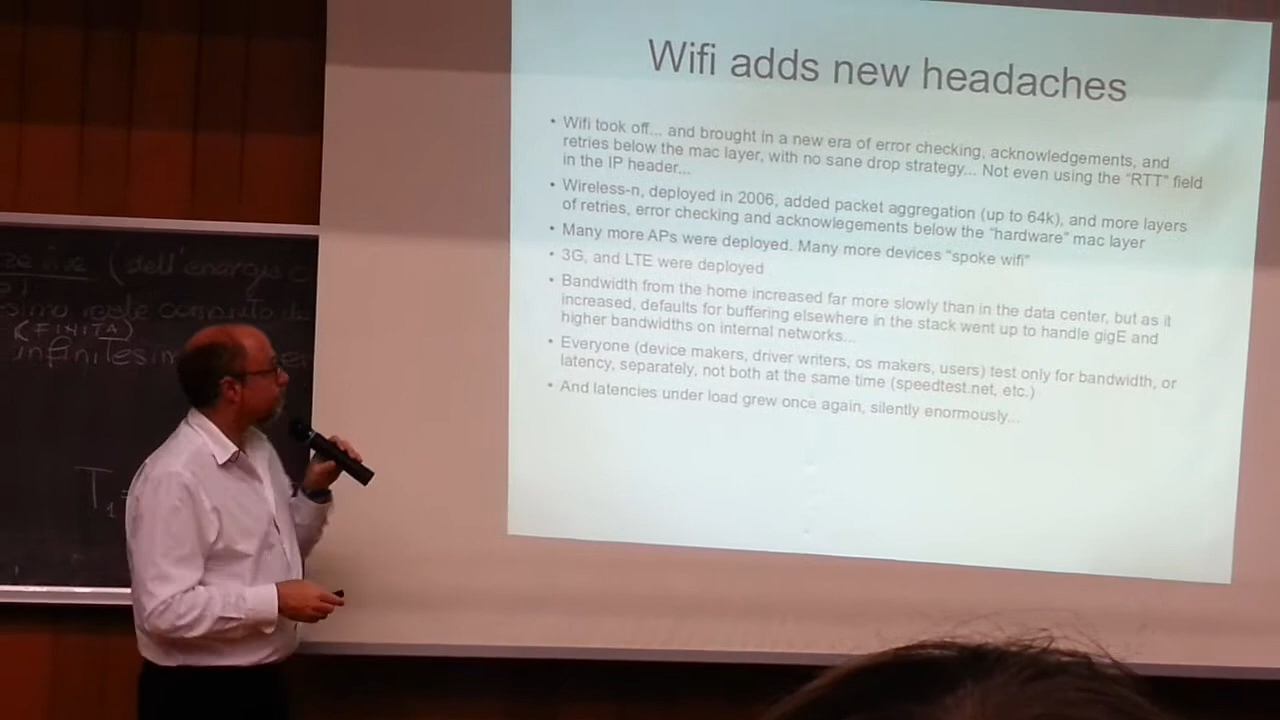 Wifi adds new headaches
• Wifi took off... and brought in a new era of error checking, acknowledgements, and
retries below the mac layer, with no sane drop strategy... Not even using the "RTT" field
in the IP header...
• Wireless-n, deployed in 2006, added packet aggregation (up to 64k), and more layers
of retries, error checking and acknowlegements below the "hardware" mac layer
• Many more APs were deployed. Many more devices "spoke wifi"
• 3G, and LTE were deployed
• Bandwidth from the home increased far more slowly than in the data center, but as it
increased, defaults for buffering elsewhere in the stack went up to handle gigE and
higher bandwidths on internal networks...
• Everyone (device makers, driver writers, os makers, users) test only for bandwidth, or
latency, separately, not both at the same time (speedtest.net, etc.)
• And latencies under load grew once again, silently enormously...
(dell'energia
(FINITA)
T₁